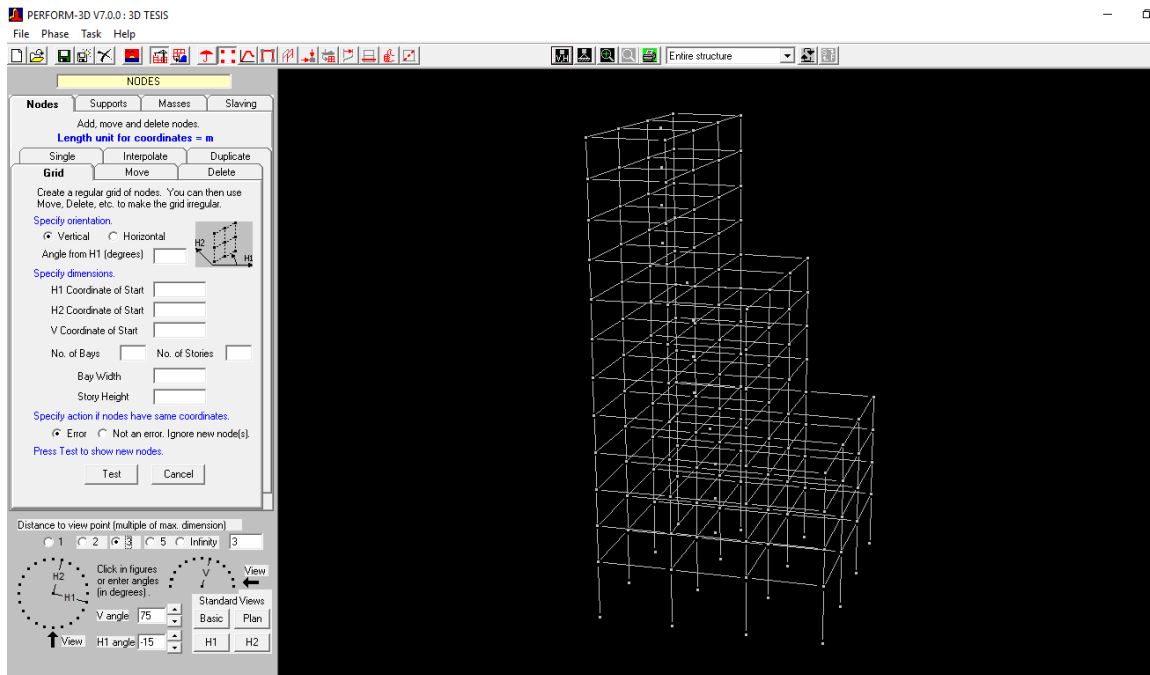 PERFORM-3D V7.0.0 : 3D TESIS
File Phase Task Help
Entire structure
NODES
Nodes Supports Masses Slaving
Add, move and delete nodes.
Length unit for coordinates = m
Single Interpolate Duplicate
Grid Move Delete
Create a regular grid of nodes. You can then use
Move, Delete, etc. to make the grid irregular.
Specify orientation.
Vertical Horizontal
Angle from H1 (degrees)
H2
H1
Specify dimensions.
H1 Coordinate of Start
H2 Coordinate of Start
V Coordinate of Start
No. of Bays No. of Stories
Bay Width
Story Height
Specify action if nodes have same coordinates.
Error Not an error. Ignore new node(s).
Press Test to show new nodes.
Test Cancel
Distance to view point (multiple of max. dimension)
1 2 3 5 Infinity 3
H2
H1
View
Click in figures
or enter angles
(in degrees) .
V
View
V angle 75
H1 angle -15
Standard Views
Basic Plan
H1 H2